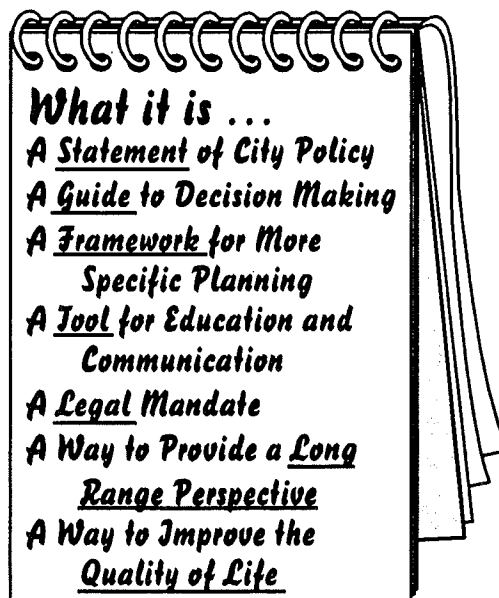 What it is ...
A Statement of City Policy
A Guide to Decision Making
A Framework for More
Specific Planning
A Tool for Education and
Communication
A Legal Mandate
A Way to Provide a Long
Range Perspective
A Way to Improve the
Quality of Life